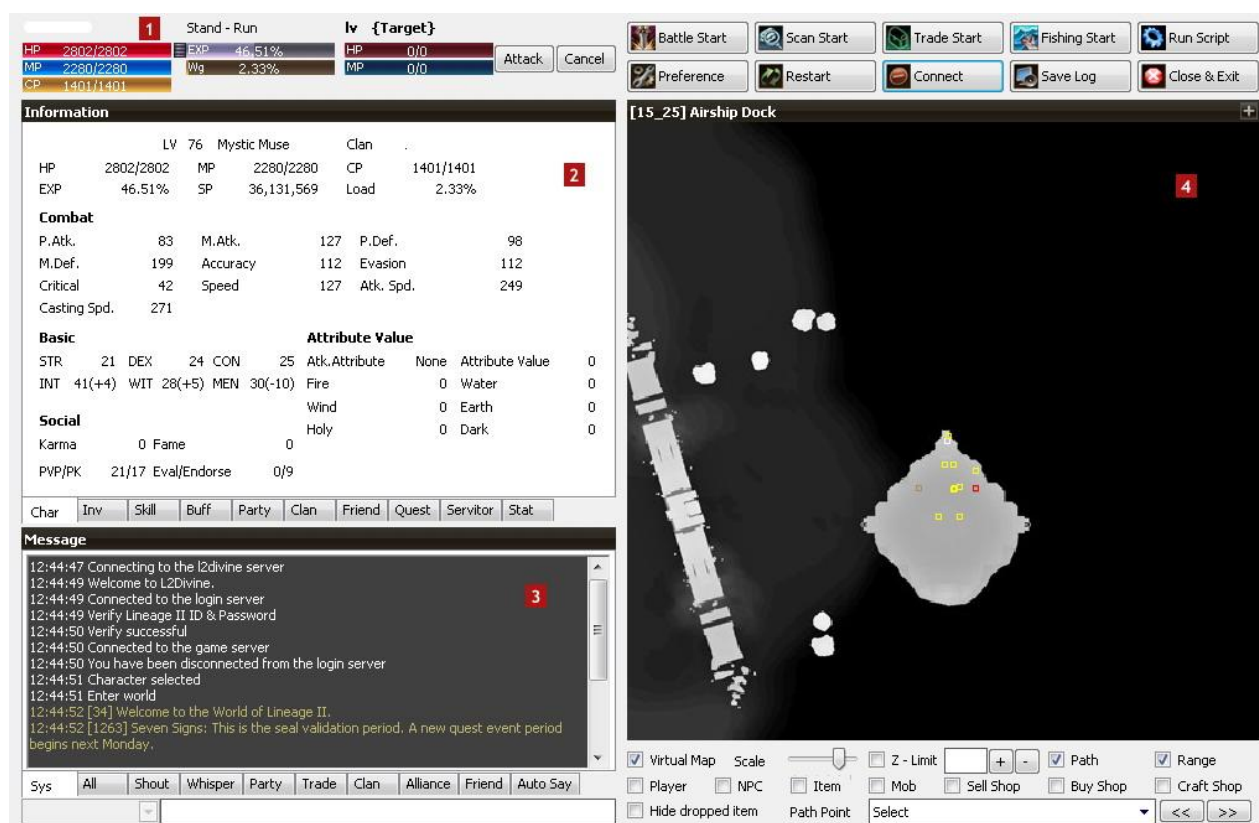 1 Stand - Run lv {Target}
HP 2802/2802 EXP 46,51% HP 0/0
MP 2280/2280 Wg 2.33% MP 0/0 Attack Cancel
CP 1401/1401
Battle Start Scan Start Trade Start Fishing Start Run Script
Preference Restart Connect Save Log Close & Exit
Information
LV 76 Mystic Muse Clan .
HP 2802/2802 MP 2280/2280 CP 1401/1401
2
EXP 46.51% SP 36,131,569 Load 2.33%
Combat
P.Atk. 83 M.Atk. 127 P.Def. 98
M.Def. 199 Accuracy 112 Evasion 112
Critical 42 Speed 127 Atk. Spd. 249
Casting Spd. 271
Basic Attribute Value
STR 21 DEX 24 CON 25 Atk.Attribute None Attribute Value 0
INT 41(+4) WIT 28(+5) MEN 30(-10) Fire 0 Water 0
Wind 0 Earth 0
Social
Holy 0 Dark 0
Karma 0 Fame 0
PVP/PK 21/17 Eval/Endorse 0/9
Char Inv Skill Buff Party Clan Friend Quest Servitor Stat
Message
12:44:47 Connecting to the l2divine server
12:44:49 Welcome to L2Divine.
12:44:49 Connected to the login server
3
12:44:49 Verify Lineage II ID & Password
12:44:50 Verify successful
12:44:50 Connected to the game server
12:44:50 You have been disconnected from the login server
12:44:51 Character selected
12:44:51 Enter world
12:44:52 [34] Welcome to the World of Lineage II.
12:44:52 [1263] Seven Signs: This is the seal validation period. A new quest event period
begins next Monday.
Sys All Shout Whisper Party Trade Clan Alliance Friend Auto Say
[15_25] Airship Dock +
4
Virtual Map Scale Z - Limit + - Path Range
Player NPC Item Mob Sell Shop Buy Shop Craft Shop
Hide dropped item Path Point Select << >>